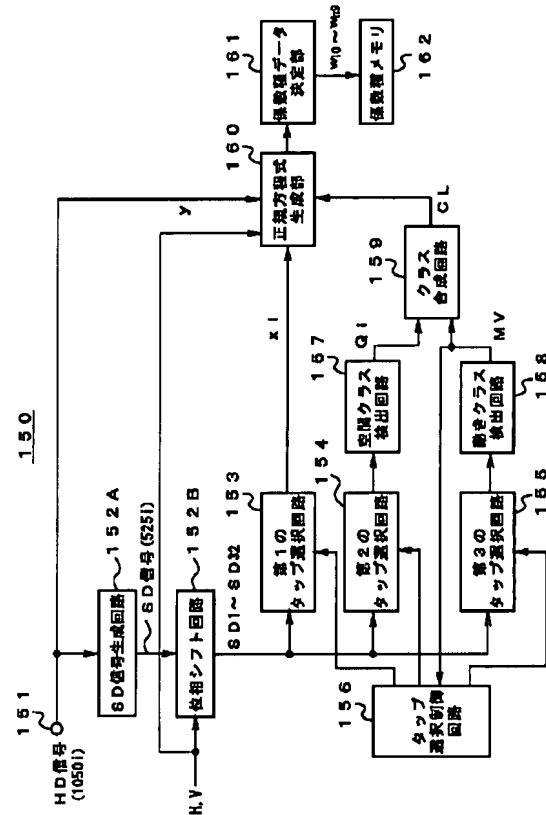 150
151
HD信号
(1050i)
152A
SD信号生成回路
SD信号(525i)
152B
位相シフト回路
H,V
SD1〜SD32
153
第1の
タップ選択回路
154
第2の
タップ選択回路
155
第3の
タップ選択回路
156
タップ
選択制御
回路
157
空間クラス
検出回路
158
動きクラス
検出回路
Qi
MV
159
クラス
合成回路
CL
xi
y
160
正規方程式
生成部
161
係数種データ
決定部
wi0〜win9
162
係数種メモリ